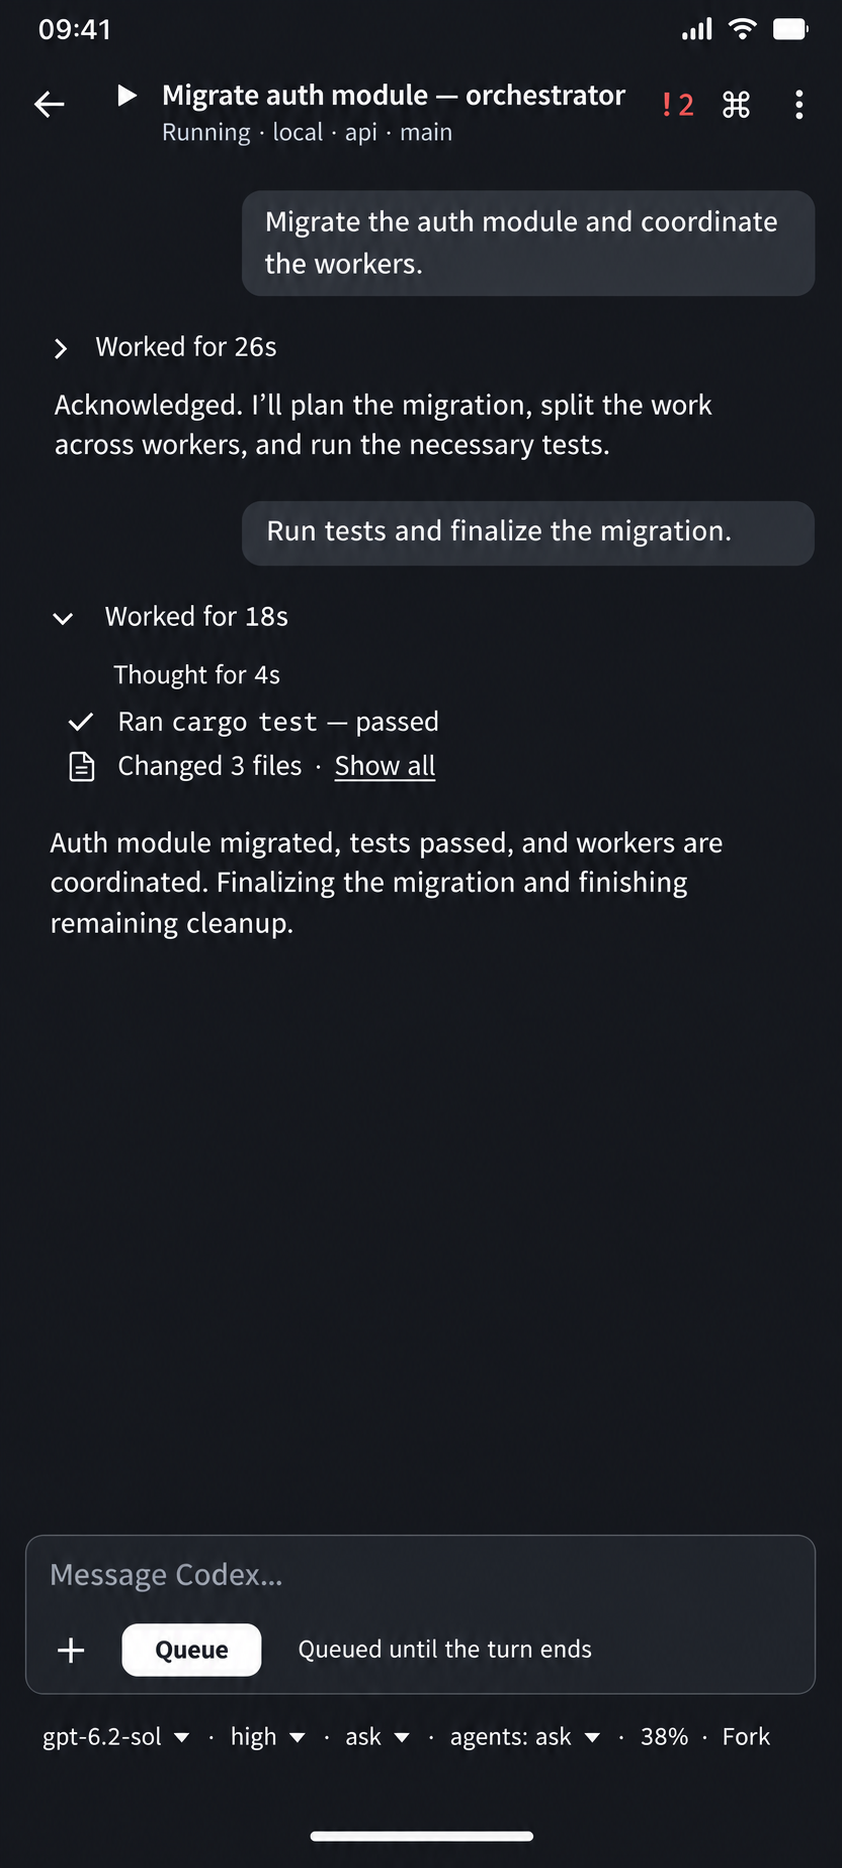 09:41
Migrate auth module — orchestrator
!2
Running · local · api · main
Migrate the auth module and coordinate
the workers.
Worked for 26s
Acknowledged. I’ll plan the migration, split the work
across workers, and run the necessary tests.
Run tests and finalize the migration.
Worked for 18s
Thought for 4s
Ran cargo test — passed
Changed 3 files · Show all
Auth module migrated, tests passed, and workers are
coordinated. Finalizing the migration and finishing
remaining cleanup.
Message Codex...
Queue Queued until the turn ends
gpt-6.2-sol · high · ask · agents: ask · 38% · Fork